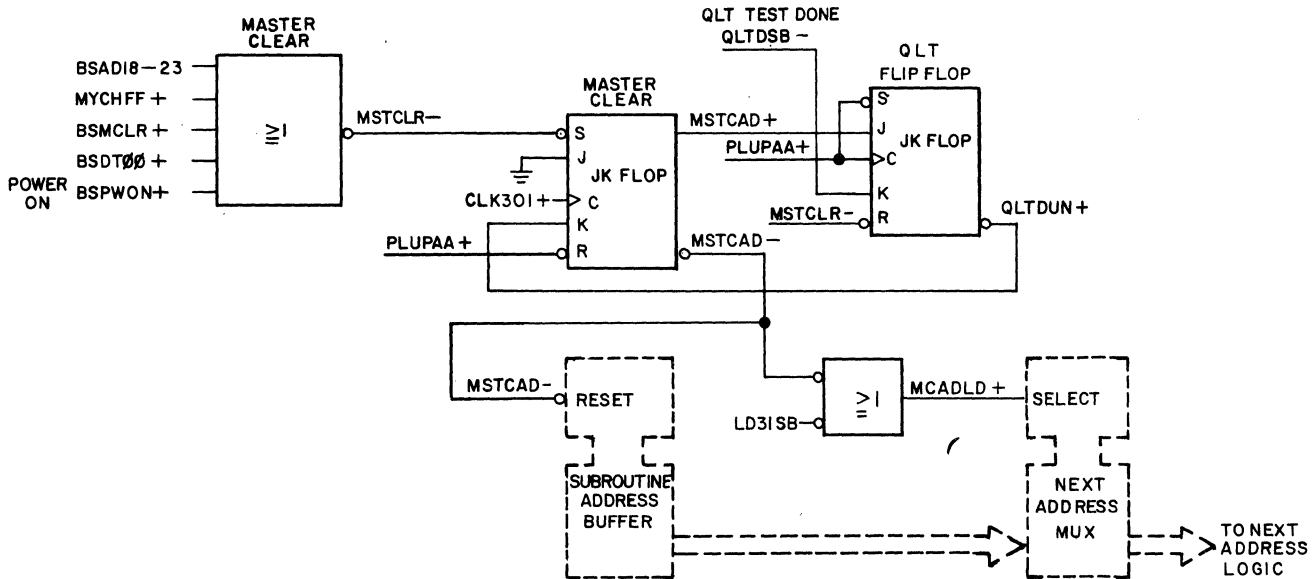 MASTER
CLEAR
BSAD18-23
MYCHFF+
BSMCLR+
BSDTØØ+
POWER
ON
BSPWON+
≥1
MSTCLR-
MASTER
CLEAR
S
J
JK FLOP
CLK301+
C
K
PLUPAA+
R
MSTCAD+
MSTCAD-
QLT TEST DONE
QLTDSB-
QLT
FLIP FLOP
S
J
JK FLOP
PLUPAA+
C
K
MSTCLR-
R
QLTDUN+
MSTCAD-
RESET
SUBROUTINE
ADDRESS
BUFFER
LD31SB-
≥1
MCADLD+
SELECT
NEXT
ADDRESS
MUX
TO NEXT
ADDRESS
LOGIC